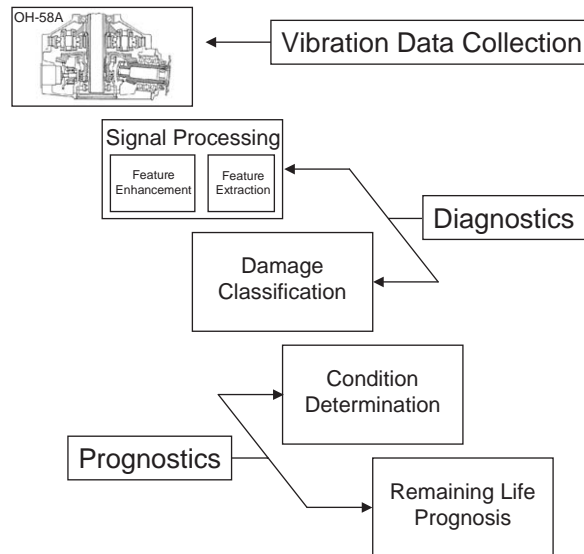 OH-58A
Vibration Data Collection
Signal Processing
Feature
Enhancement
Feature
Extraction
Diagnostics
Damage
Classification
Condition
Determination
Prognostics
Remaining Life
Prognosis